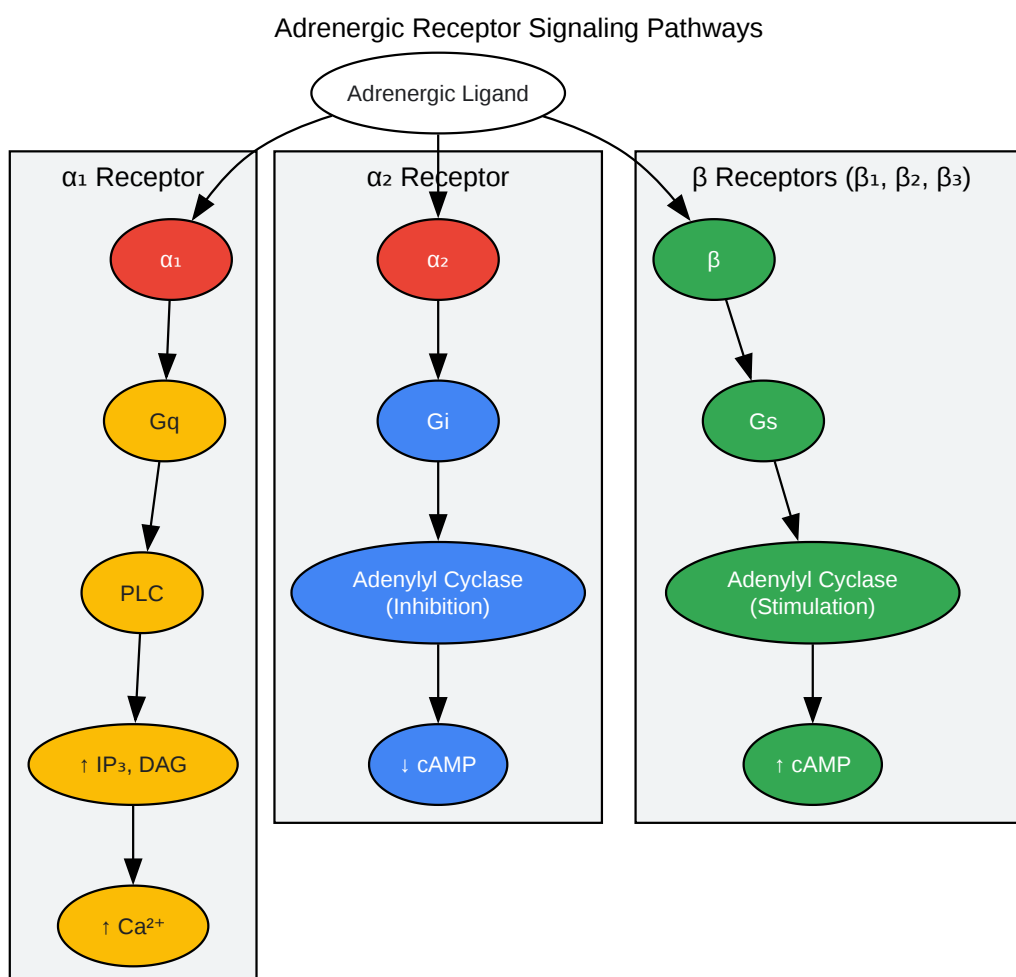 Adrenergic Receptor Signaling Pathways
Adrenergic Ligand
α₁ Receptor
α₁
Gq
PLC
↑ IP₃, DAG
↑ Ca²⁺
α₂ Receptor
α₂
Gi
Adenylyl Cyclase
(Inhibition)
↓ cAMP
β Receptors (β₁, β₂, β₃)
β
Gs
Adenylyl Cyclase
(Stimulation)
↑ cAMP